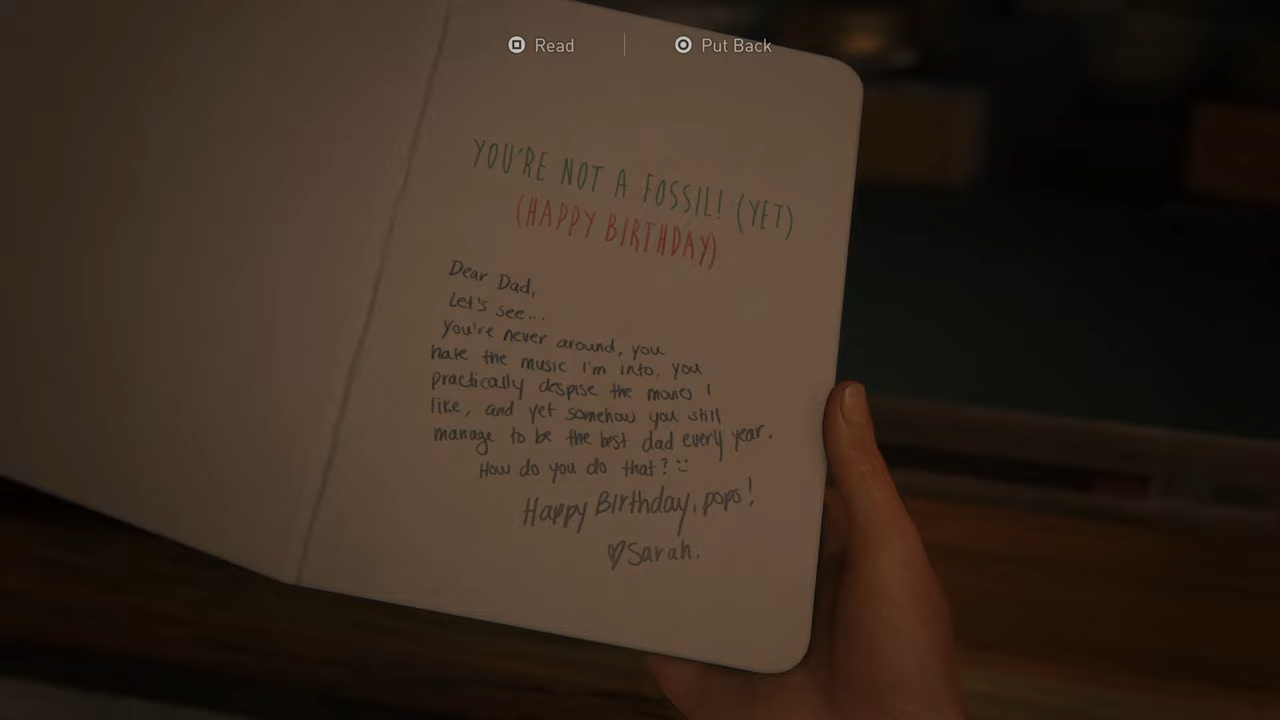 Read | Put Back
YOU'RE NOT A FOSSIL! (YET)
(HAPPY BIRTHDAY)
Dear Dad,
Let's see...
You're never around, you
hate the music I'm into, you
practically despise the movies I
like, and yet somehow you still
manage to be the best dad every year.
How do you do that? :)
Happy Birthday, pops!
♡Sarah.